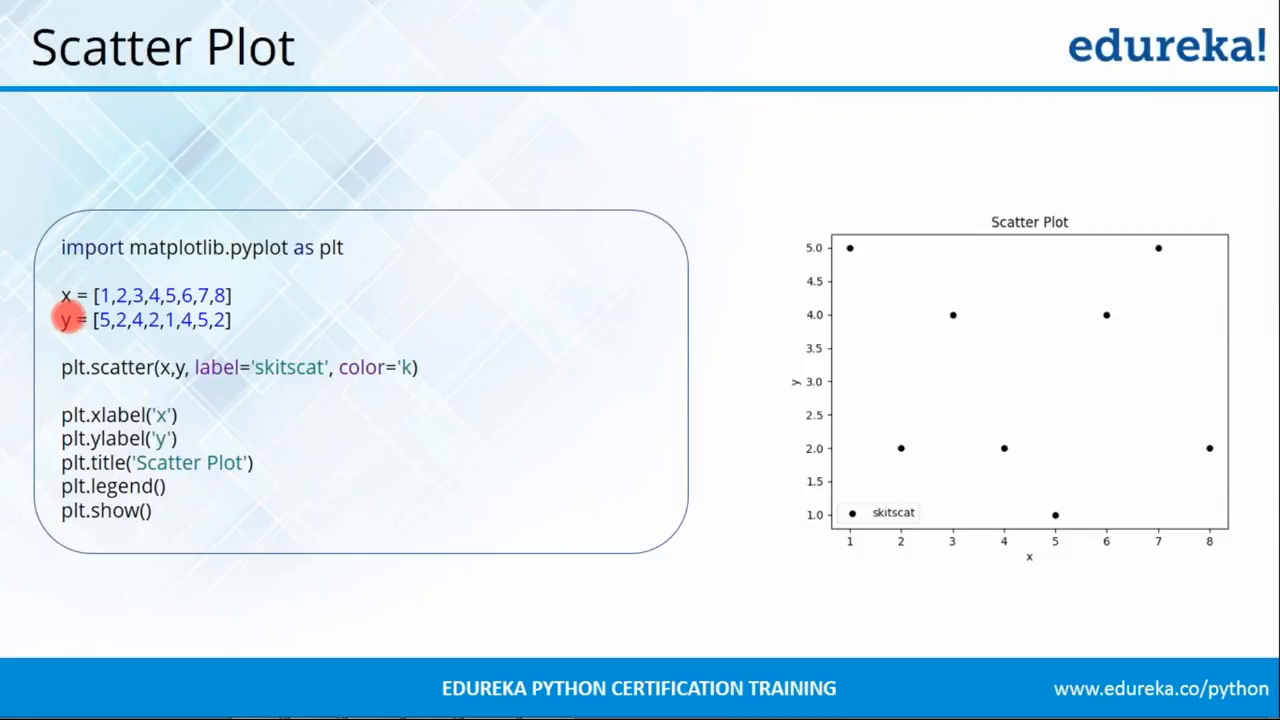 Scatter Plot
edureka!
import matplotlib.pyplot as plt
x = [1,2,3,4,5,6,7,8]
y = [5,2,4,2,1,4,5,2]
plt.scatter(x,y, label='skitscat', color='k)
plt.xlabel('x')
plt.ylabel('y')
plt.title('Scatter Plot')
plt.legend()
plt.show()
Scatter Plot
5.0
4.5
4.0
3.5
3.0
2.5
2.0
1.5
1.0
y
skitscat
1 2 3 4 5 6 7 8
x
EDUREKA PYTHON CERTIFICATION TRAINING
www.edureka.co/python